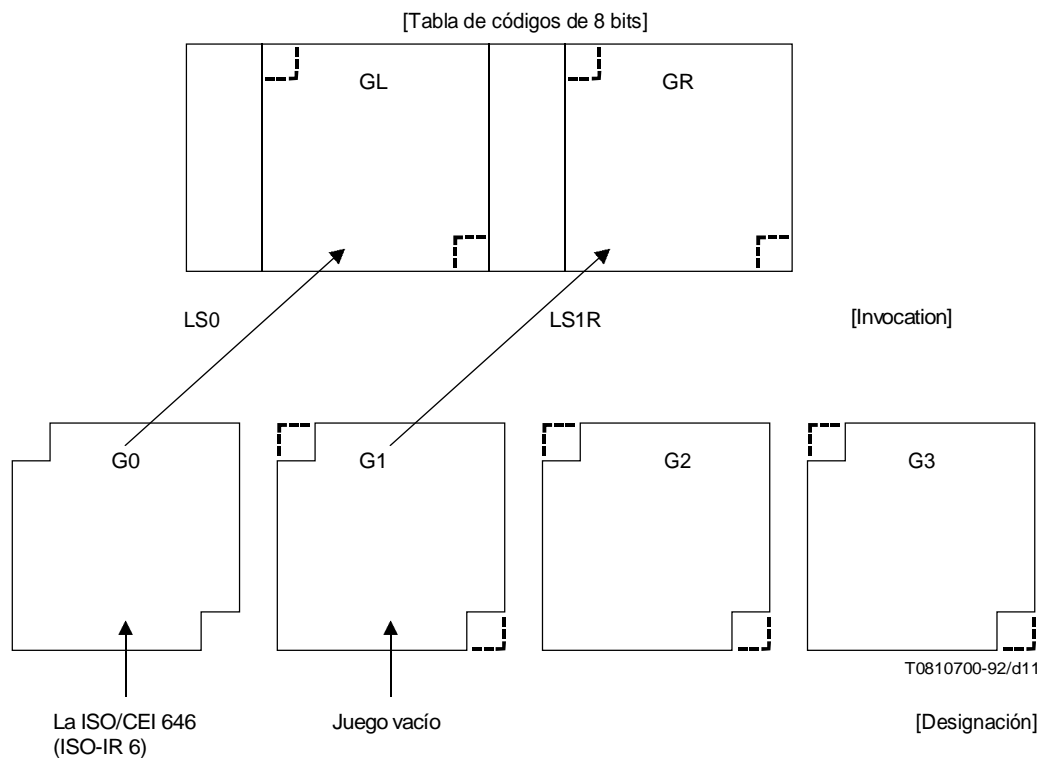 [Tabla de códigos de 8 bits]
GL GR
LS0 LS1R [Invocation]
G0 G1 G2 G3
T0810700-92/d11
La ISO/CEI 646 Juego vacío [Designación]
(ISO-IR 6)